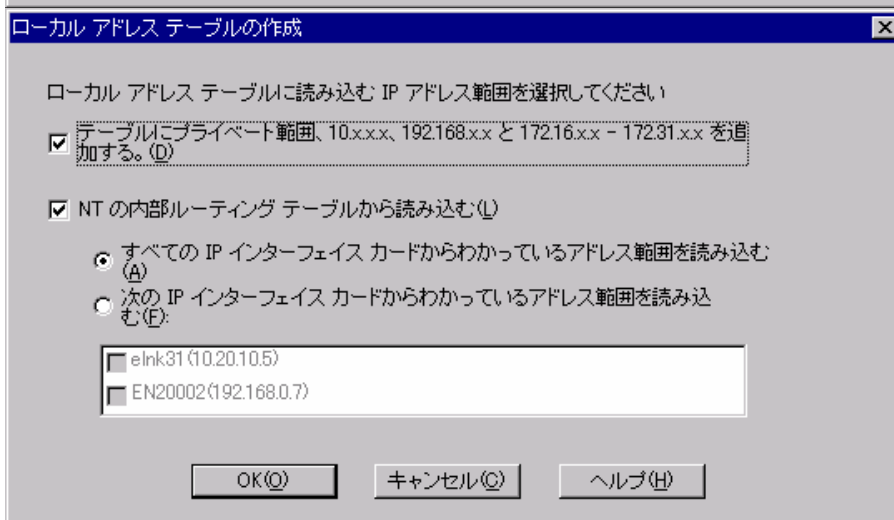 ローカル アドレス テーブルの作成
ローカル アドレス テーブルに読み込む IP アドレス範囲を選択してください
テーブルにプライベート範囲、10.x.x.x、192.168.x.x と 172.16.x.x - 172.31.x.x を追
加する。(D)
NT の内部ルーティング テーブルから読み込む(L)
すべての IP インターフェイス カードからわかっているアドレス範囲を読み込む
(A)
次の IP インターフェイス カードからわかっているアドレス範囲を読み込
む(F):
elnk31(10.20.10.5)
EN20002(192.168.0.7)
OK(O)
キャンセル(C)
ヘルプ(H)